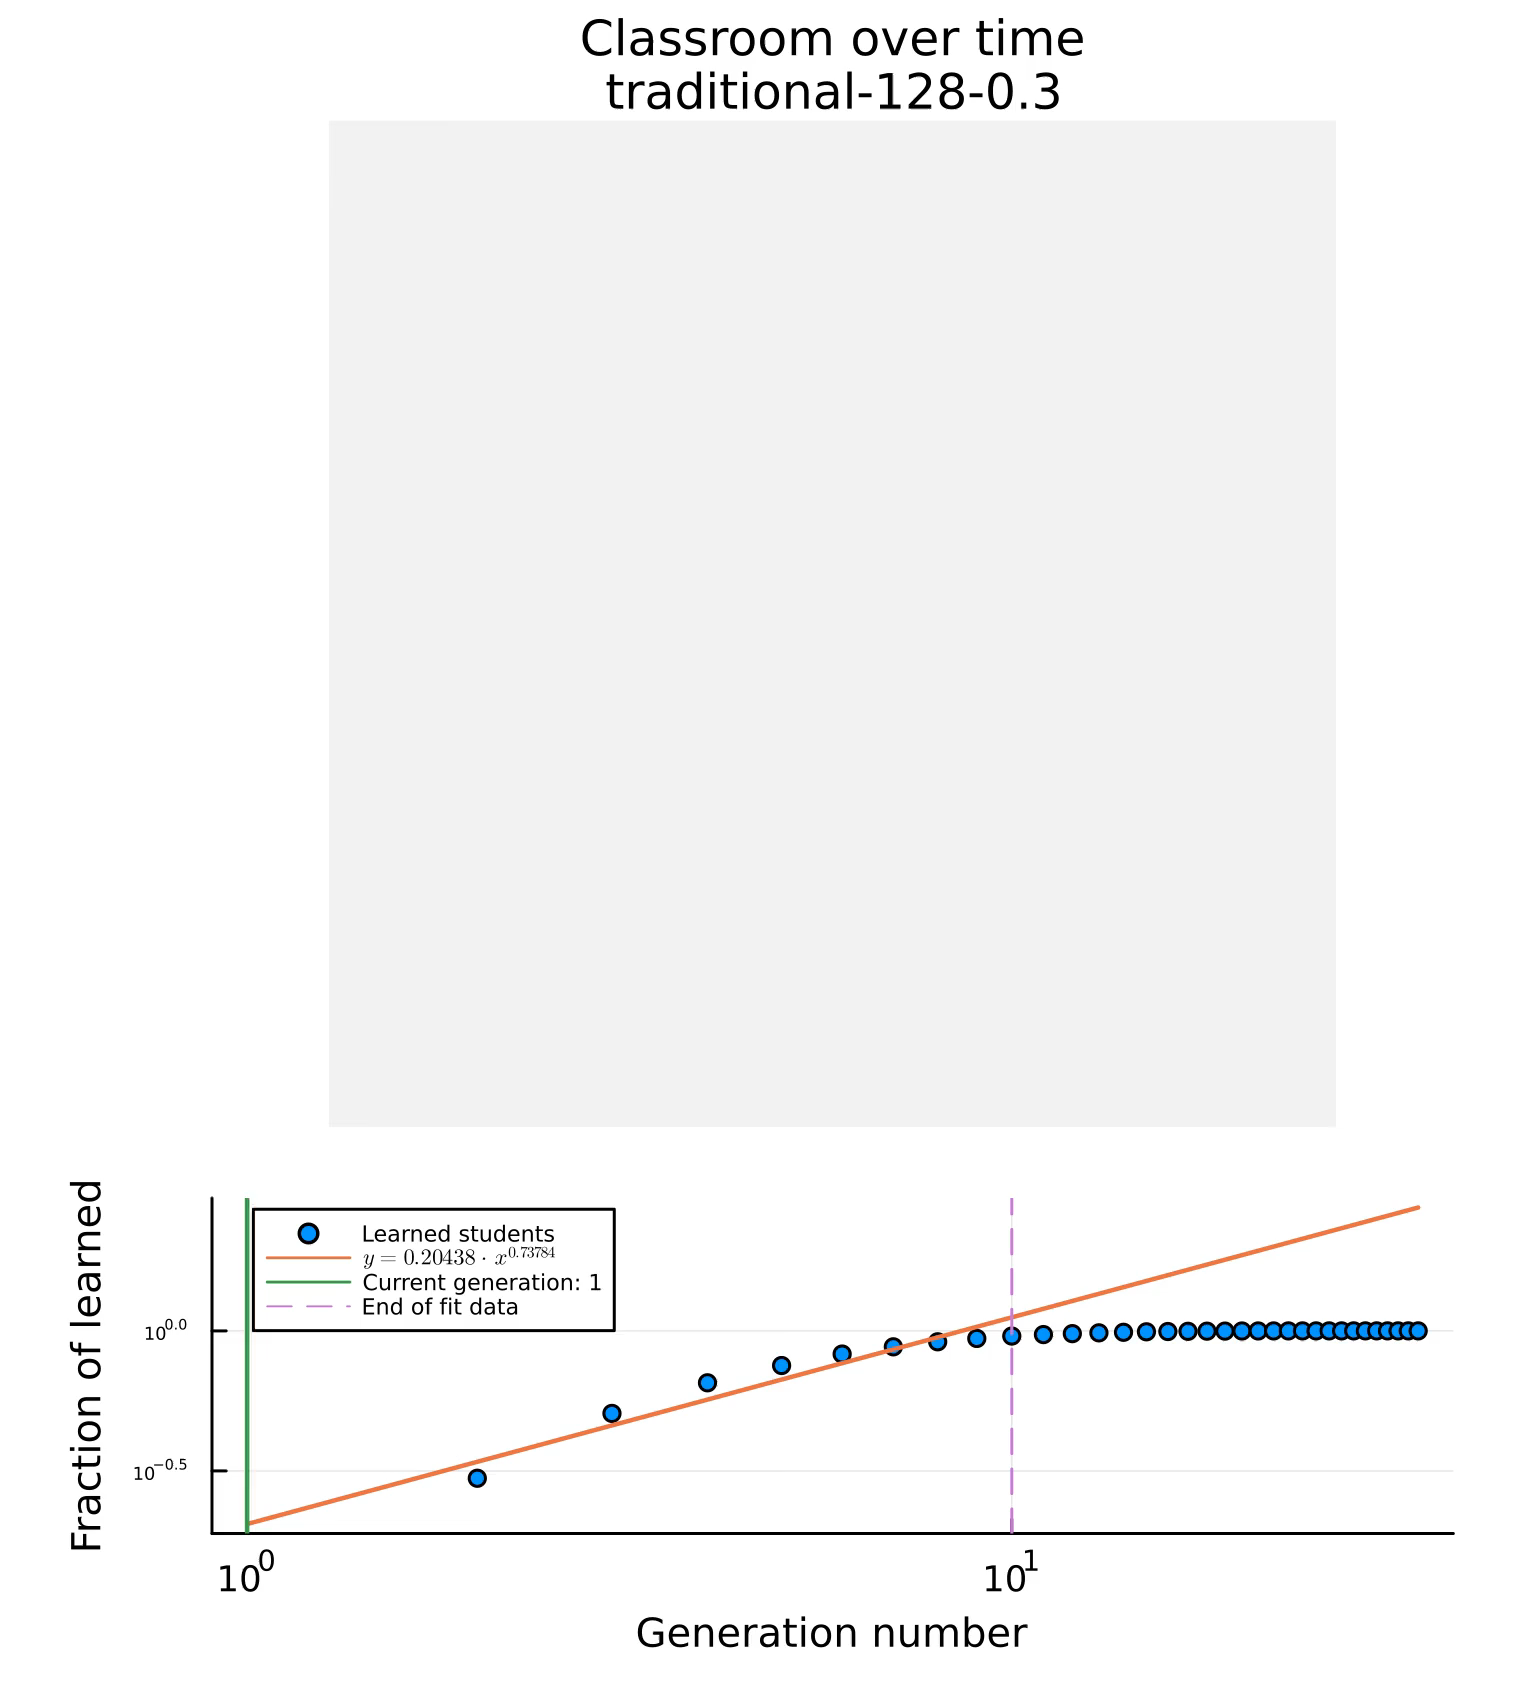 Classroom over time
traditional-128-0.3
Fraction of learned
Learned students
y = 0.20438 · x^0.73784
Current generation: 1
End of fit data
10^0.0
10^−0.5
10^0
10^1
Generation number